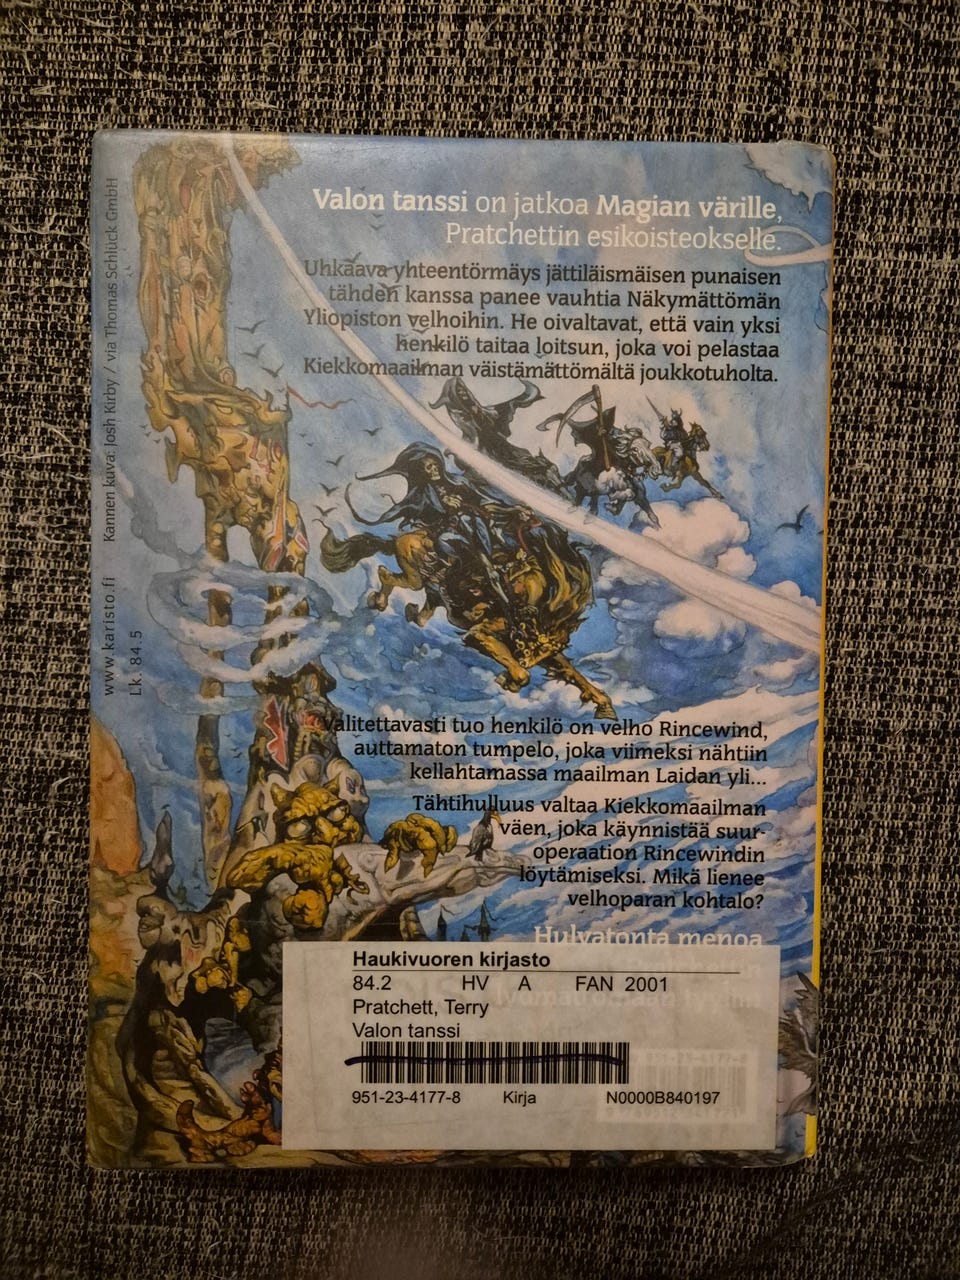 Valon tanssi on jatkoa Magian värille,
Pratchettin esikoisteokselle.
Uhkaava yhteentörmäys jättiläismäisen punaisen
tähden kanssa panee vauhtia Näkymättömän
Yliopiston velhoihin. He oivaltavat, että vain yksi
henkilö taitaa loitsun, joka voi pelastaa
Kiekkomaailman väistämättömältä joukkotuholta.
Valitettavasti tuo henkilö on velho Rincewind,
auttamaton tumpelo, joka viimeksi nähtiin
kellahtamassa maailman Laidan yli...
Tähtihulluus valtaa Kiekkomaailman
väen, joka käynnistää suur-
operaation Rincewindin
löytämiseksi. Mikä lienee
velhoparan kohtalo?
Hulvatonta menoa
Haukivuoren kirjasto
84.2 HV A FAN 2001
Pratchett, Terry
Valon tanssi
951-23-4177-8 Kirja N0000B840197
www.karisto.fi Kannen kuva: Josh Kirby / via Thomas Schlück GmbH
Lk. 84.5